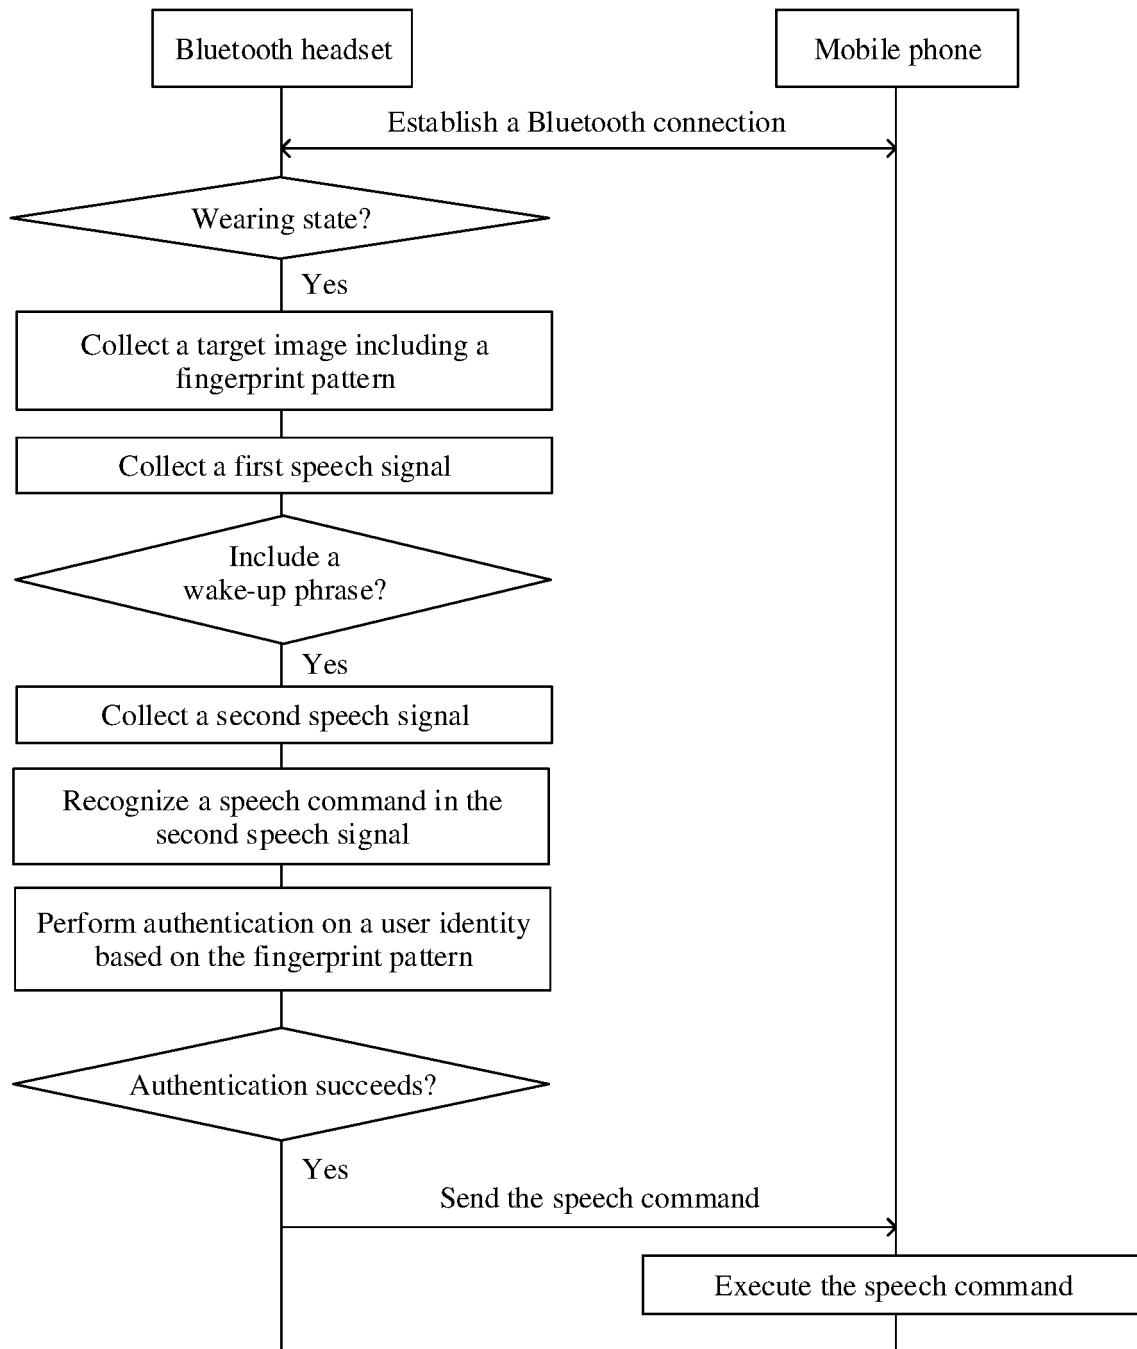 Bluetooth headset
Mobile phone
Establish a Bluetooth connection
Wearing state?
Yes
Collect a target image including a
fingerprint pattern
Collect a first speech signal
Include a
wake-up phrase?
Yes
Collect a second speech signal
Recognize a speech command in the
second speech signal
Perform authentication on a user identity
based on the fingerprint pattern
Authentication succeeds?
Yes
Send the speech command
Execute the speech command